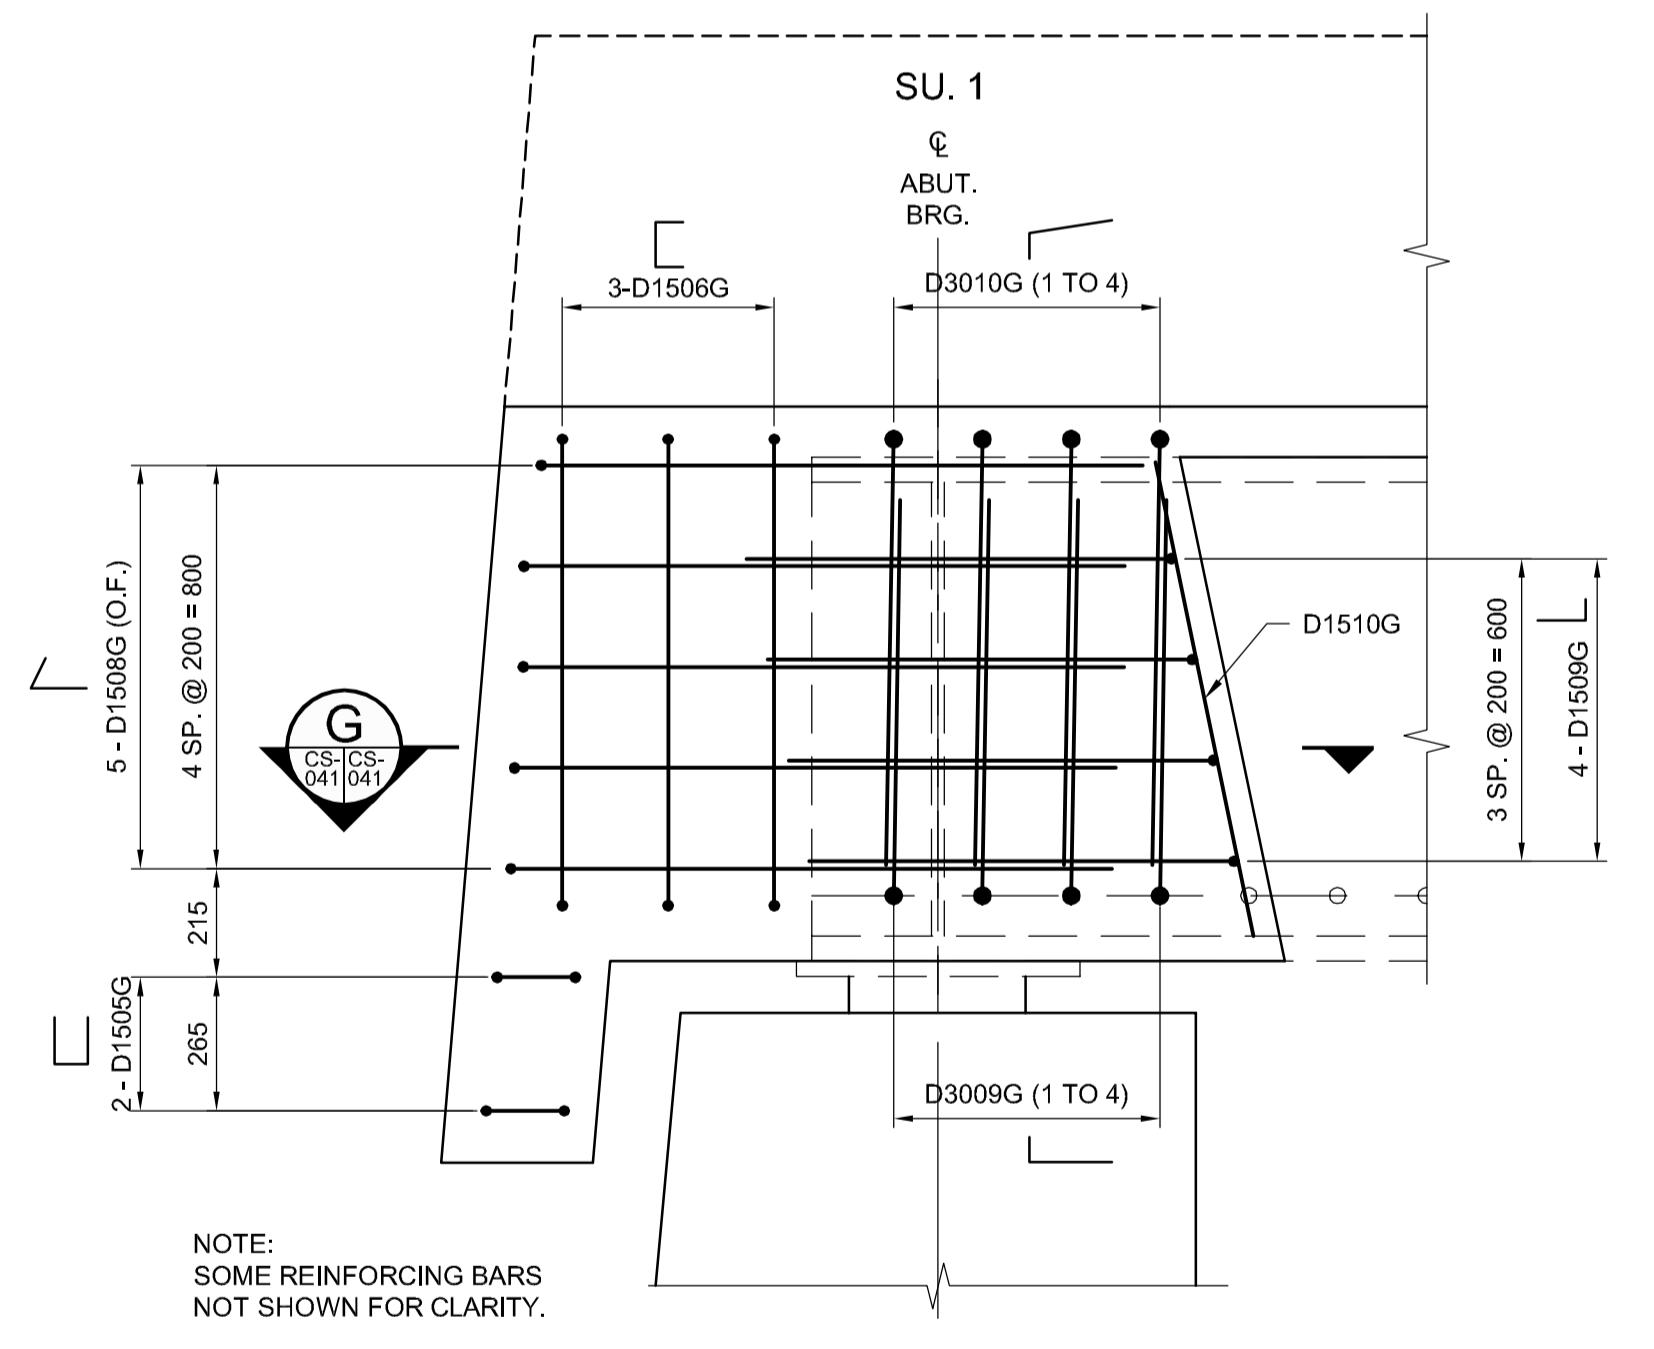 SU. 1
℄
ABUT.
BRG.
3-D1506G
D3010G (1 TO 4)
5 - D1508G (O.F.)
4 SP. @ 200 = 800
G
CS-
041
CS-
041
D1510G
3 SP. @ 200 = 600
4 - D1509G
215
2 - D1505G
265
D3009G (1 TO 4)
NOTE:
SOME REINFORCING BARS
NOT SHOWN FOR CLARITY.